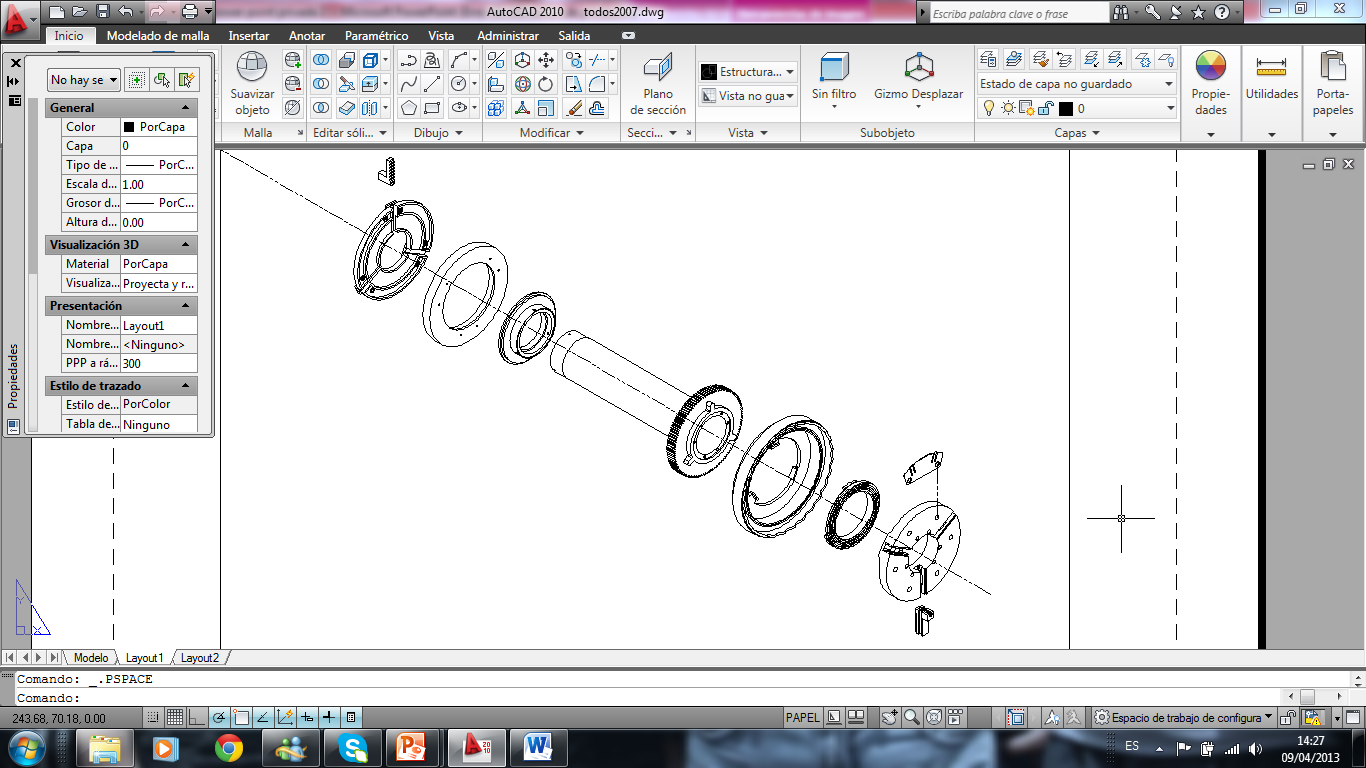 AutoCAD 2010 - todos2007.dwg
Escriba palabra clave o frase
Inicio Modelado de malla Insertar Anotar Paramétrico Vista Administrar Salida
No hay se
Suavizar objeto
Plano de sección
Estructura...
Vista no gua
Sin filtro
Gizmo Desplazar
Estado de capa no guardado
0
Propie-dades
Utilidades
Porta-papeles
Malla Editar sóli... Dibujo Modificar Secci... Vista Subobjeto Capas
Propiedades
General
Color PorCapa
Capa 0
Tipo de ... PorC...
Escala d... 1.00
Grosor d... PorC...
Altura d... 0.00
Visualización 3D
Material PorCapa
Visualiza... Proyecta y r...
Presentación
Nombre... Layout1
Nombre... <Ninguno>
PPP a rá... 300
Estilo de trazado
Estilo de... PorColor
Tabla de... Ninguno
Y
X
Modelo Layout1 Layout2
Comando: _.PSPACE
Comando:
243.68, 70.18, 0.00
PAPEL
Espacio de trabajo de configura
ES
14:27
09/04/2013